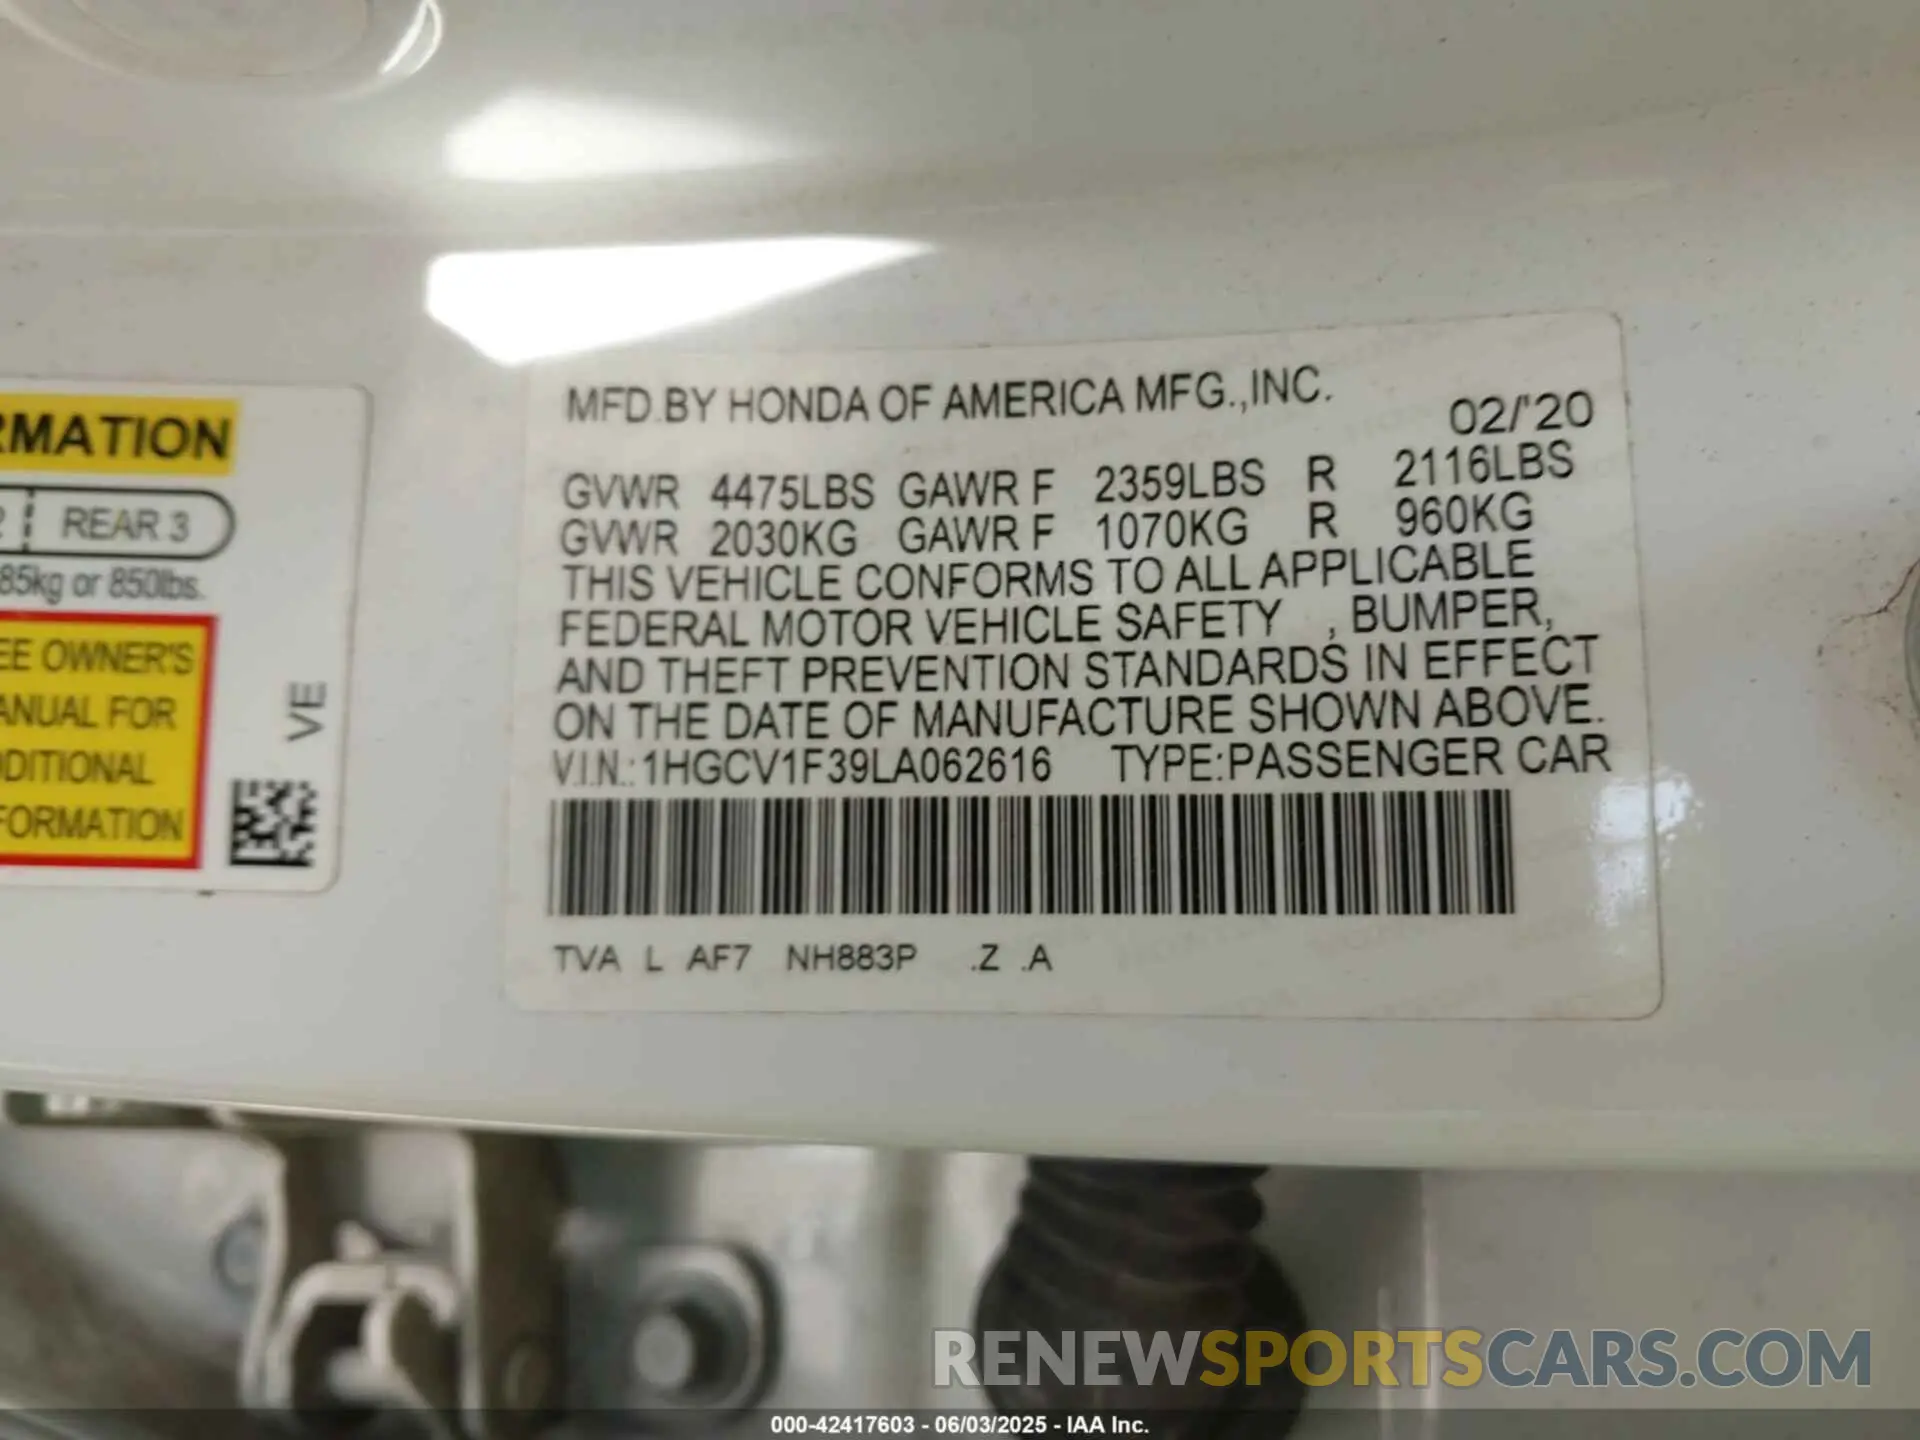 RMATION
REAR 3
85kg or 850lbs.
EE OWNER'S
ANUAL FOR
DDITIONAL
FORMATION
VE
MFD.BY HONDA OF AMERICA MFG.,INC.
02/'20
GVWR 4475LBS GAWR F 2359LBS R 2116LBS
GVWR 2030KG GAWR F 1070KG R 960KG
THIS VEHICLE CONFORMS TO ALL APPLICABLE
FEDERAL MOTOR VEHICLE SAFETY , BUMPER,
AND THEFT PREVENTION STANDARDS IN EFFECT
ON THE DATE OF MANUFACTURE SHOWN ABOVE.
V.I.N.:1HGCV1F39LA062616 TYPE:PASSENGER CAR
TVA L AF7 NH883P .Z .A
RENEWSPORTSCARS.COM
000-42417603 - 06/03/2025 - IAA Inc.